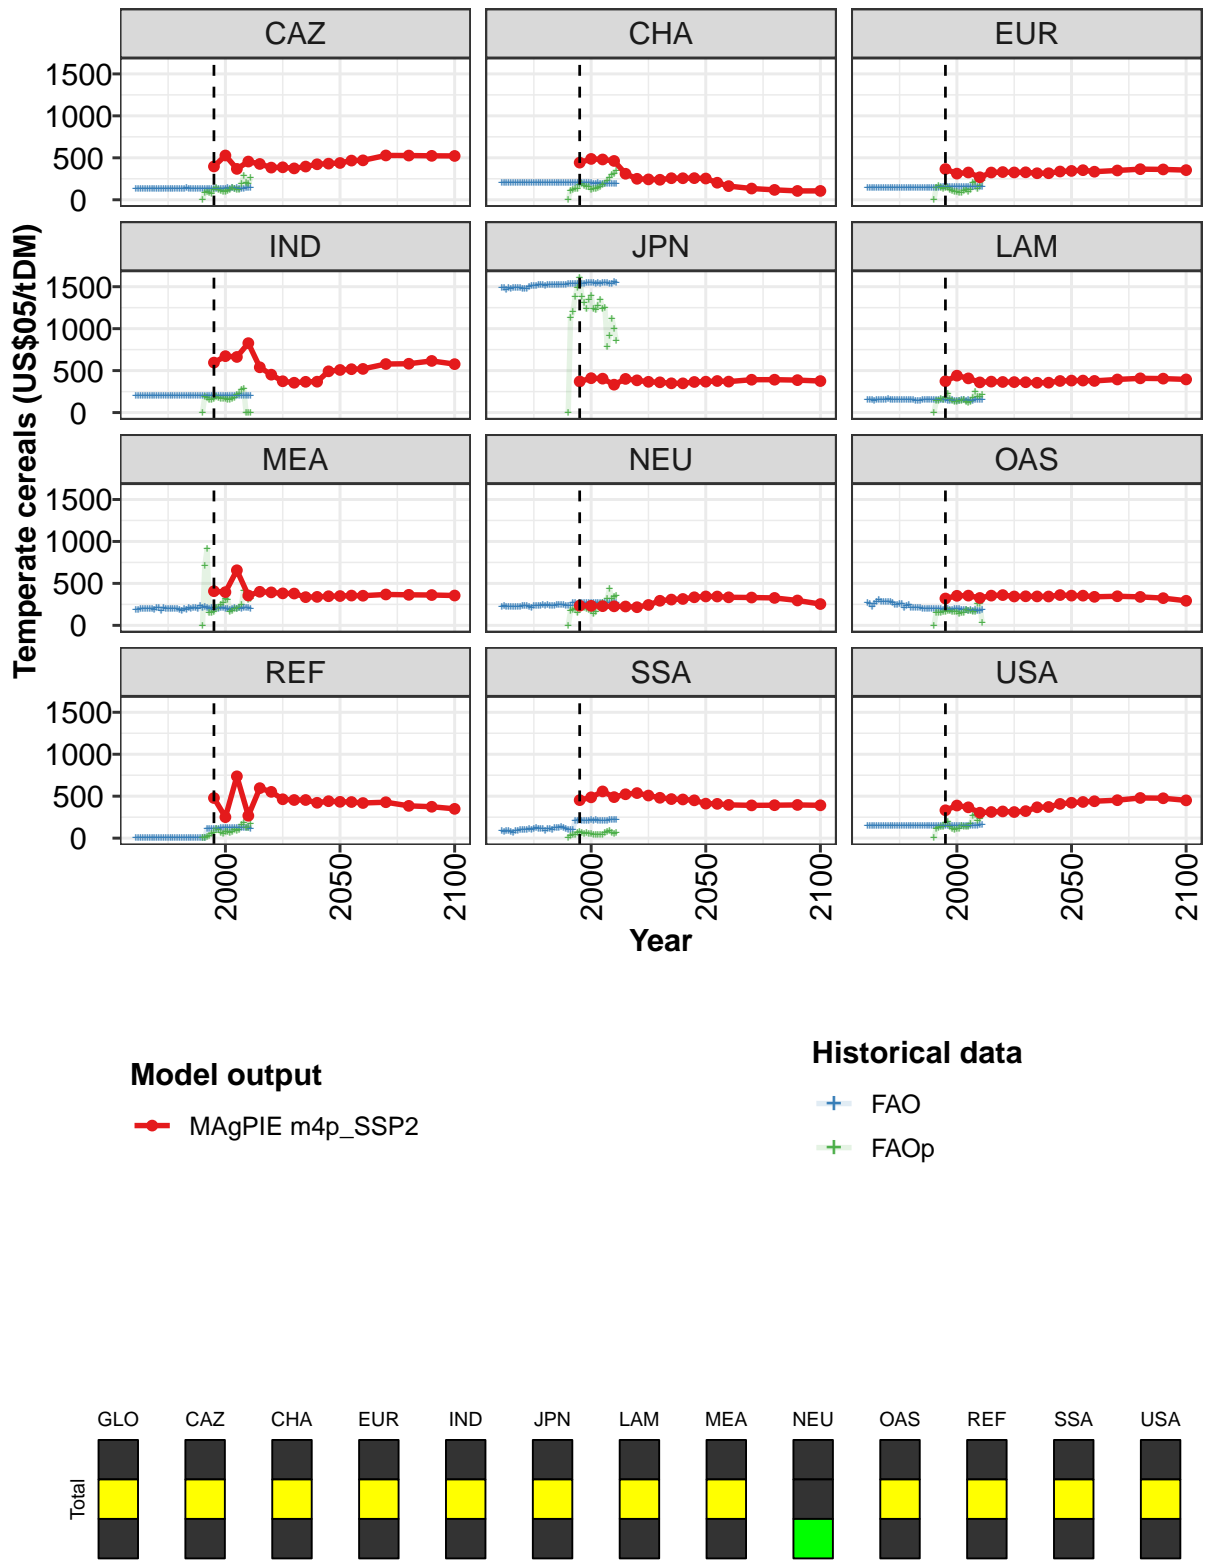 CAZ CHA EUR
1500
1000
500
0
IND JPN LAM
1500
1000
500
0
MEA NEU OAS
1500
1000
500
0
REF SSA USA
1500
1000
500
0
Temperate cereals (US$05/tDM)
2000 2050 2100 2000 2050 2100 2000 2050 2100
Year
Model output
MAgPIE m4p_SSP2
Historical data
FAO
FAOp
GLO CAZ CHA EUR IND JPN LAM MEA NEU OAS REF SSA USA
Total